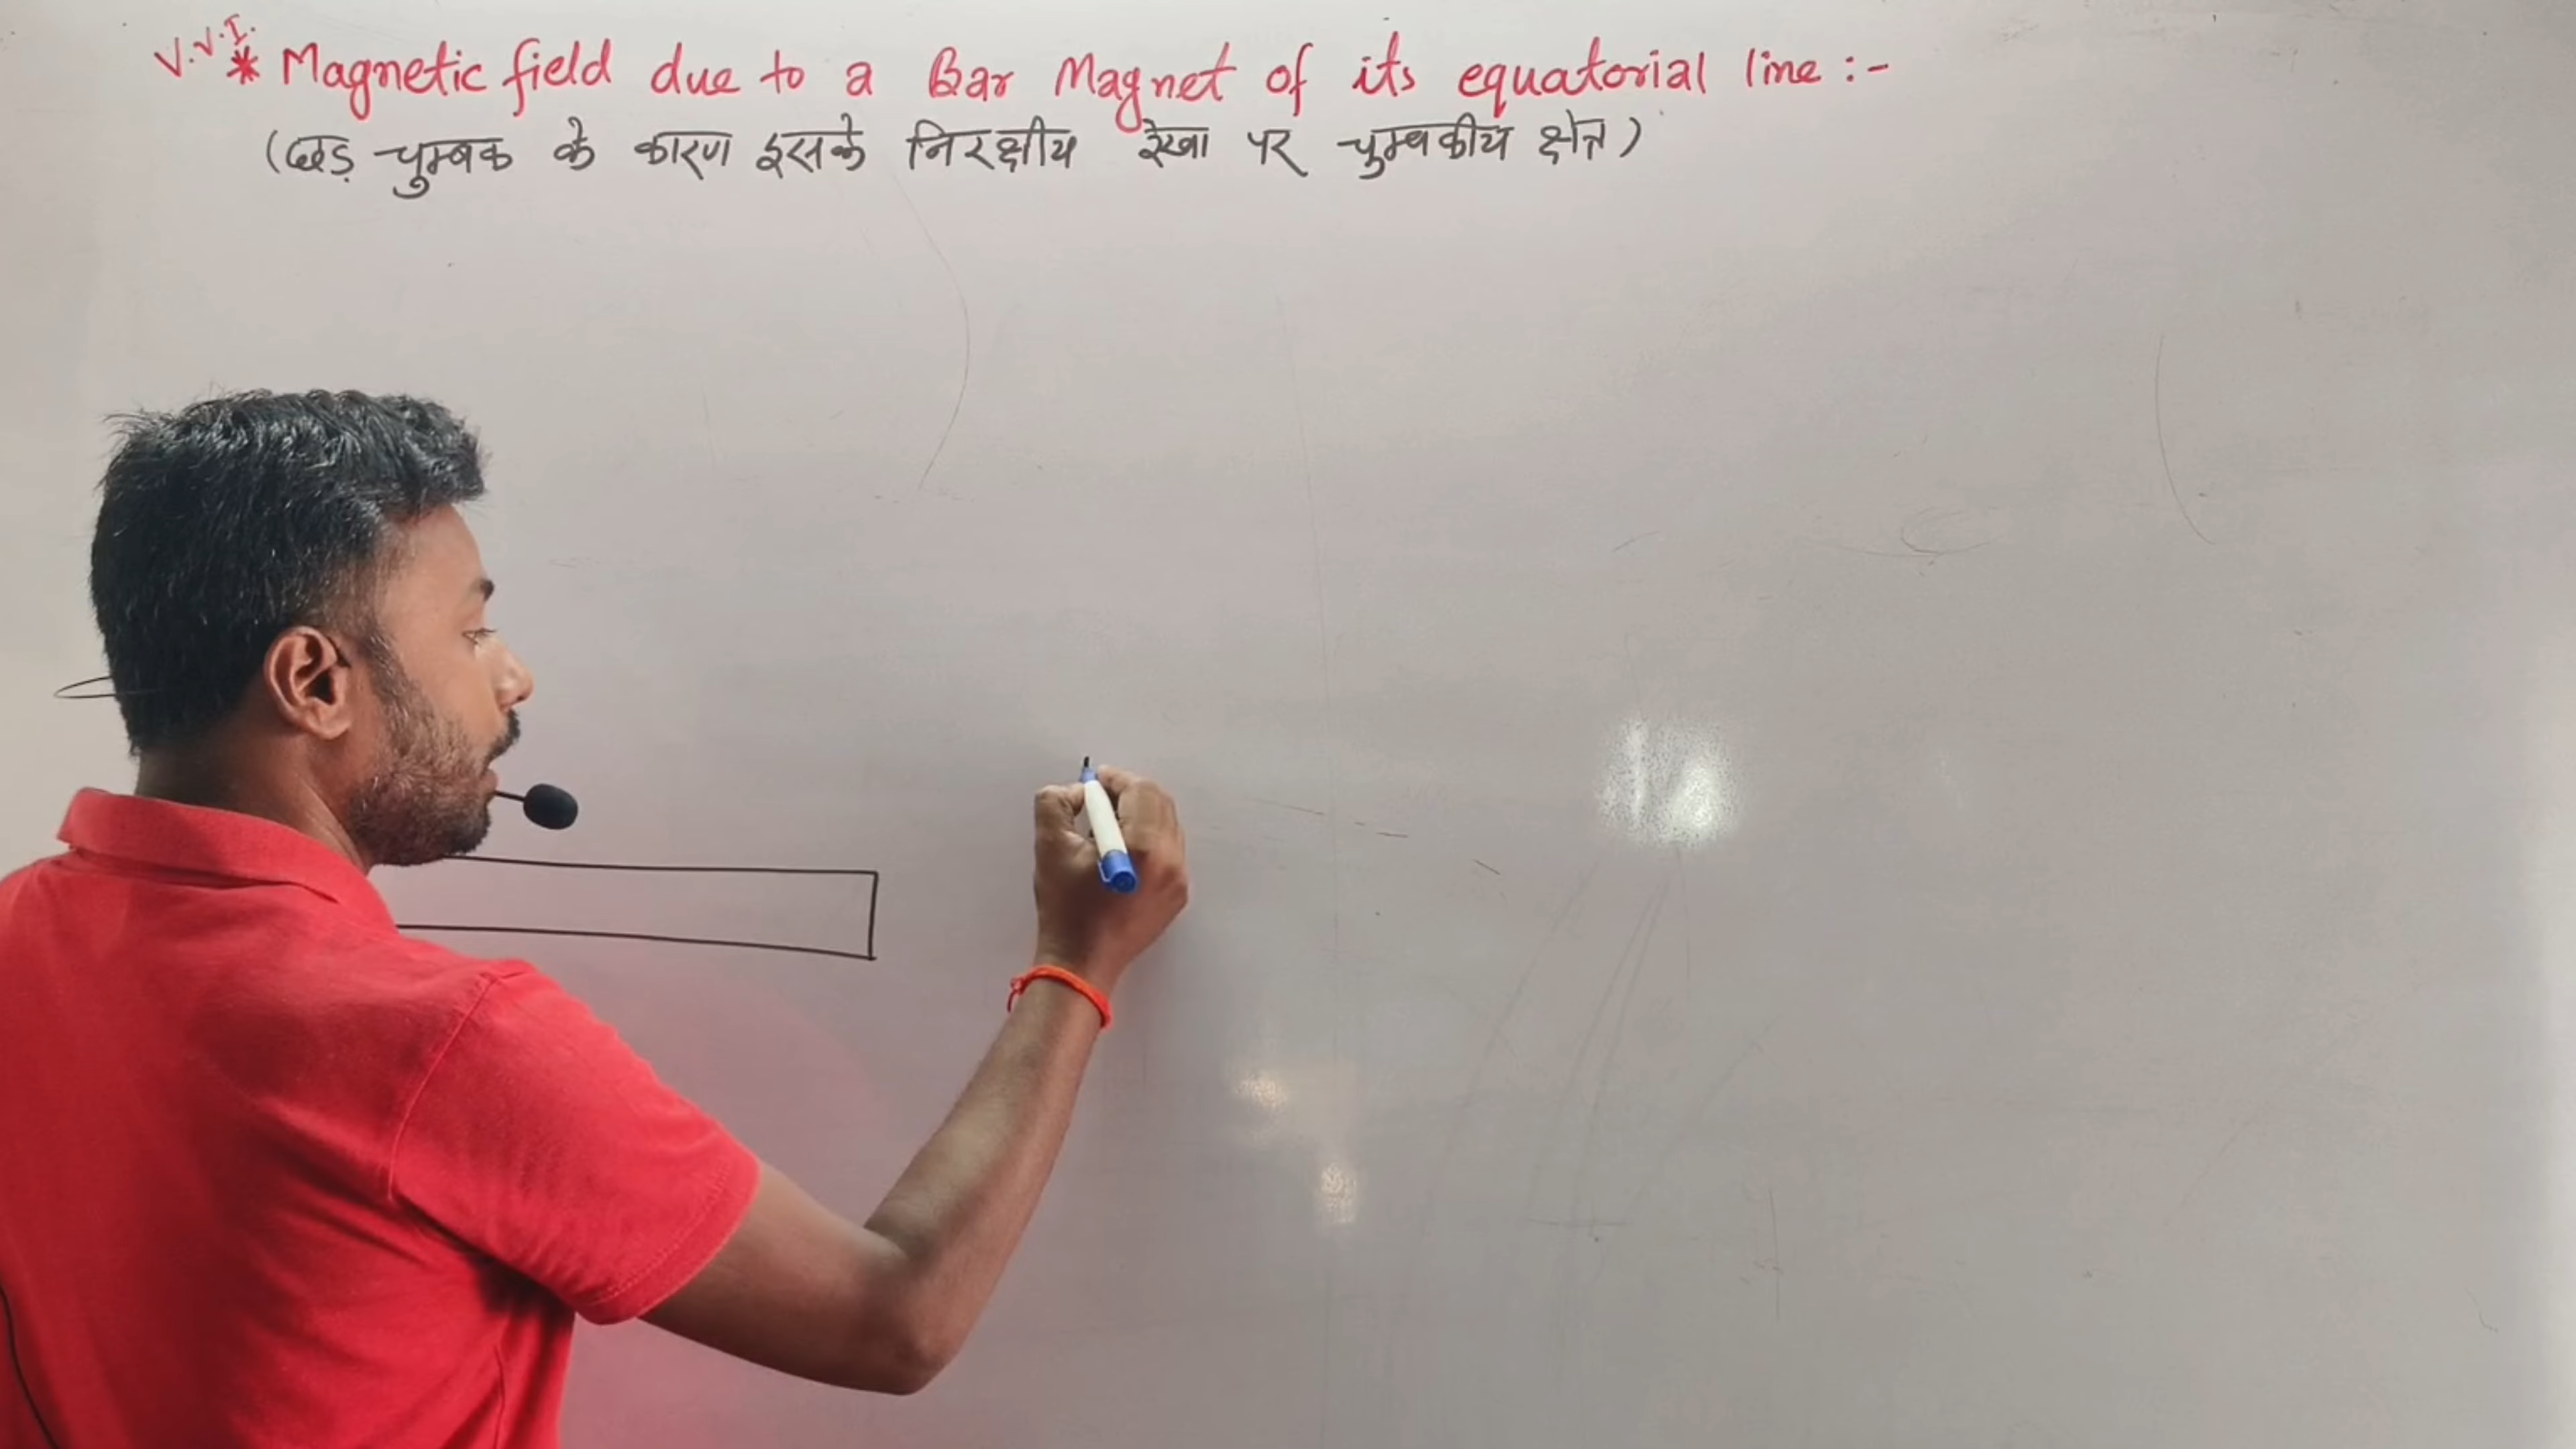 V.V.I.
* Magnetic field due to a Bar Magnet of its equatorial line :-
(छड़ चुम्बक के कारण इसके निरक्षीय रेखा पर चुम्बकीय क्षेत्र)